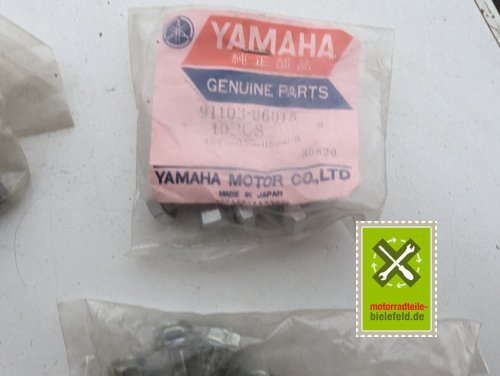 YAMAHA
純正部品
GENUINE PARTS
91103-06015
10PCS
YAMAHA MOTOR CO.,LTD
MADE IN JAPAN
motorradteile-
bielefeld.de